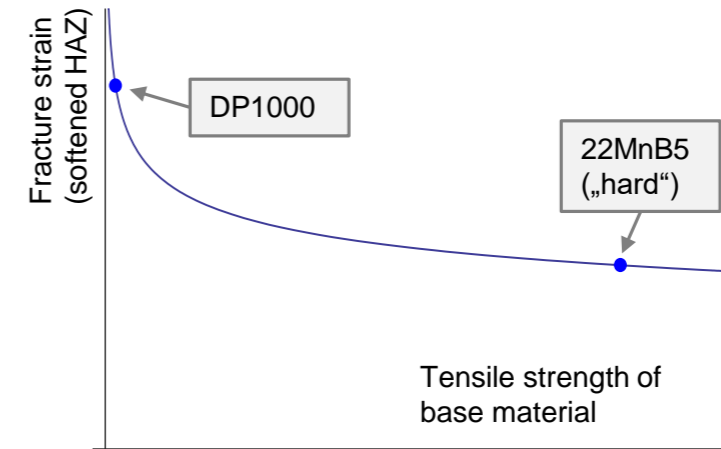 Fracture strain
(softened HAZ)
DP1000
22MnB5
(„hard“)
Tensile strength of
base material